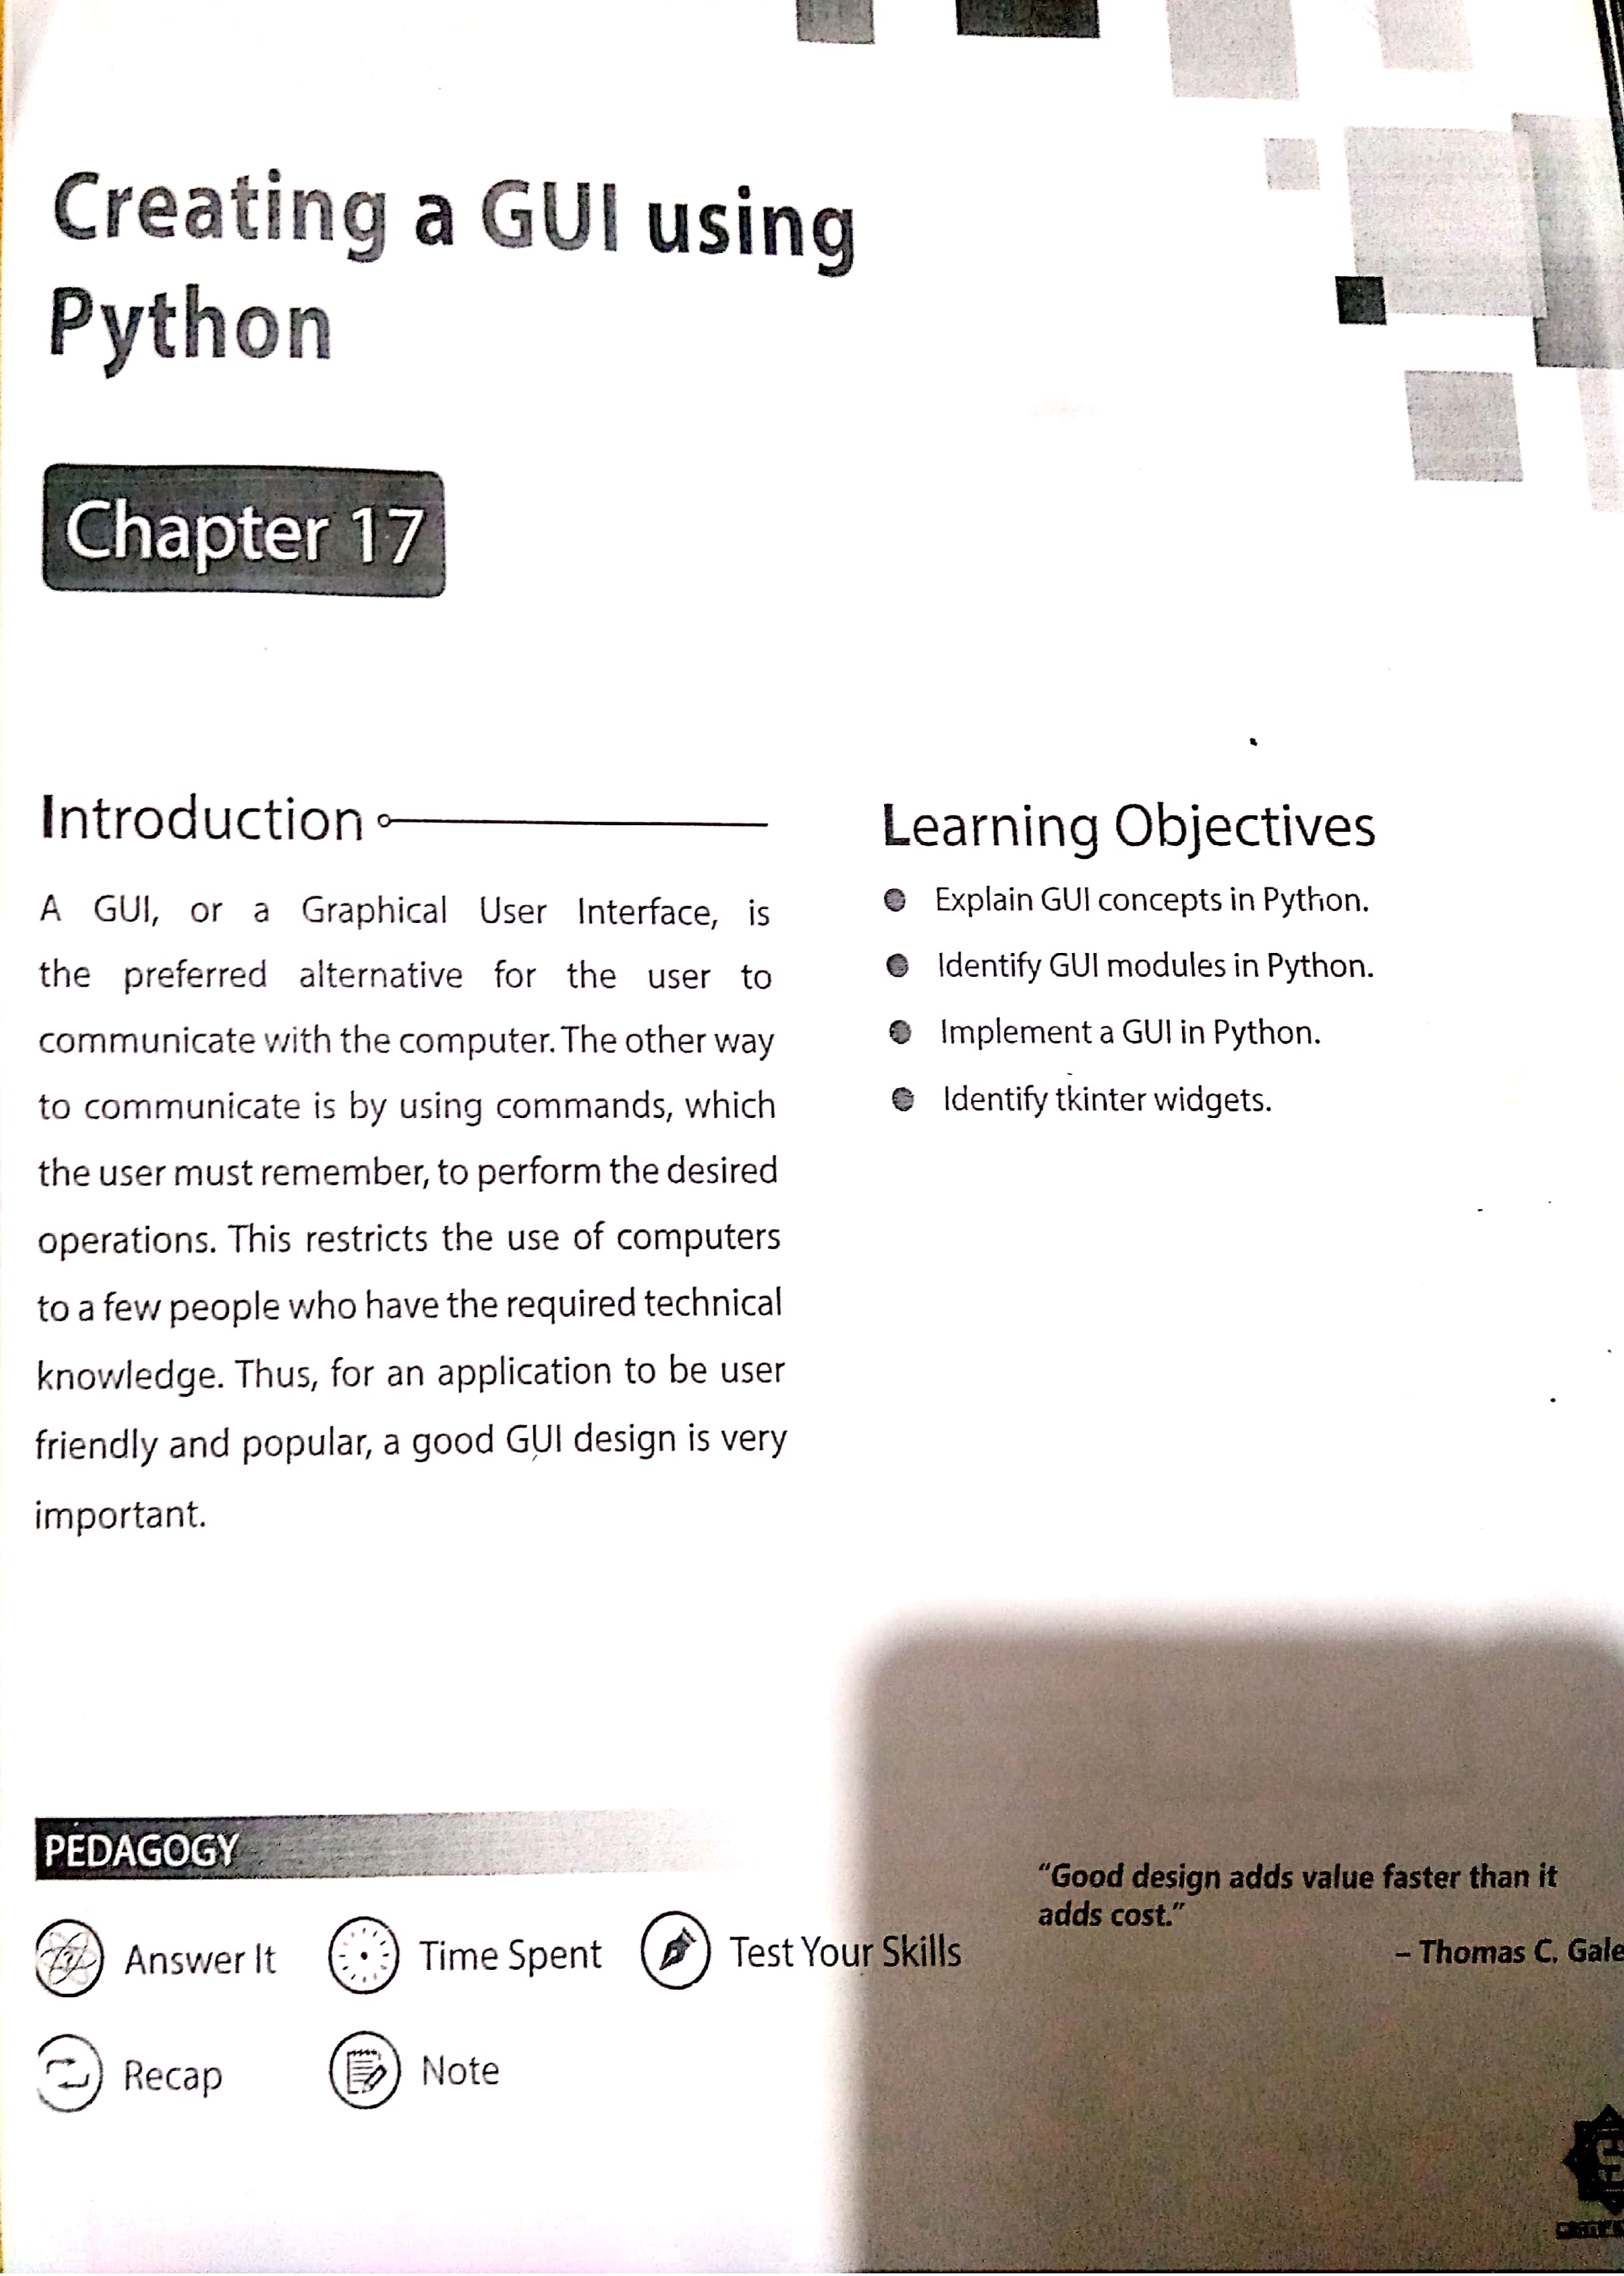 Creating a GUI using
Python
Chapter 17
Introduction
A GUI, or a Graphical User Interface, is
the preferred alternative for the user to
communicate with the computer. The other way
to communicate is by using commands, which
the user must remember, to perform the desired
operations. This restricts the use of computers
to a few people who have the required technical
knowledge. Thus, for an application to be user
friendly and popular, a good GUI design is very
important.
Learning Objectives
Explain GUI concepts in Python.
Identify GUI modules in Python.
Implement a GUI in Python.
Identify tkinter widgets.
PEDAGOGY
Answer It
Time Spent
Test Your Skills
Recap
Note
“Good design adds value faster than it
adds cost.”
– Thomas C. Gale